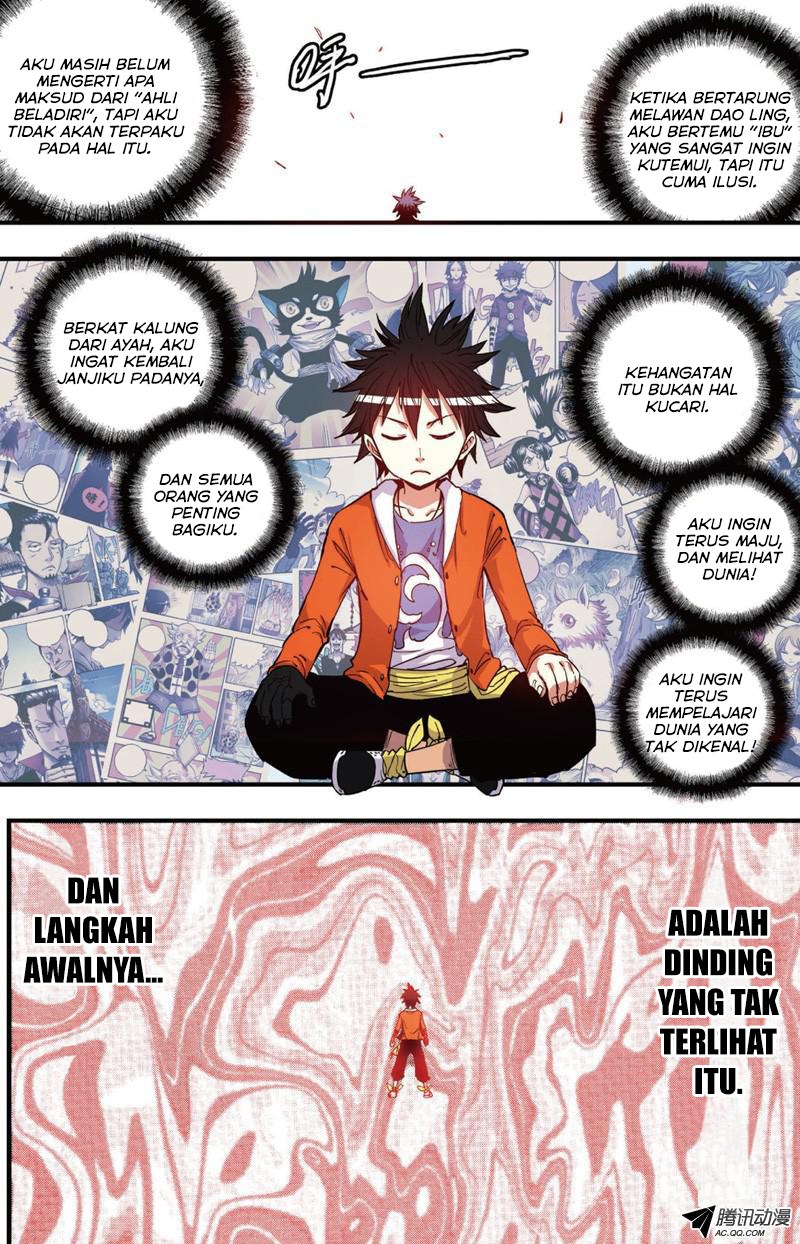 AKU MASIH BELUM
MENGERTI APA
MAKSUD DARI "AHLI
BELADIRI", TAPI AKU
TIDAK AKAN TERPAKU
PADA HAL ITU.
呼
KETIKA BERTARUNG
MELAWAN DAO LING,
AKU BERTEMU "IBU"
YANG SANGAT INGIN
KUTEMUI, TAPI ITU
CUMA ILUSI.
BERKAT KALUNG
DARI AYAH, AKU
INGAT KEMBALI
JANJIKU PADANYA,
DAN SEMUA
ORANG YANG
PENTING
BAGIKU.
KEHANGATAN
ITU BUKAN HAL
KUCARI.
AKU INGIN
TERUS MAJU,
DAN MELIHAT
DUNIA!
AKU INGIN
TERUS
MEMPELAJARI
DUNIA YANG
TAK DIKENAL!
DAN
LANGKAH
AWALNYA...
ADALAH
DINDING
YANG TAK
TERLIHAT
ITU.
腾讯动漫
AC.QQ.COM